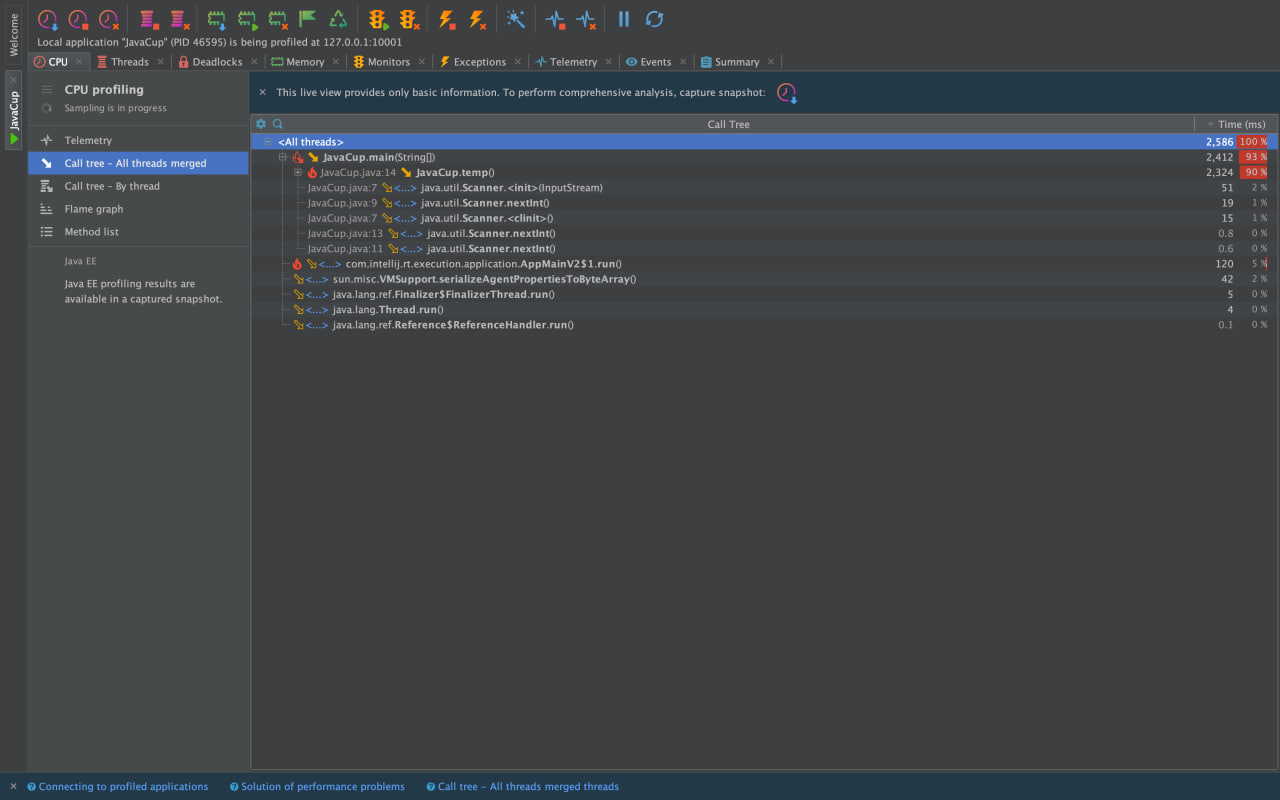 Welcome
JavaCup
Local application "JavaCup" (PID 46595) is being profiled at 127.0.0.1:10001
CPU Threads Deadlocks Memory Monitors Exceptions Telemetry Events Summary
CPU profiling
Sampling is in progress
Telemetry
Call tree – All threads merged
Call tree – By thread
Flame graph
Method list
Java EE
Java EE profiling results are
available in a captured snapshot.
This live view provides only basic information. To perform comprehensive analysis, capture snapshot:
Call Tree Time (ms)
<All threads> 2,586 100 %
JavaCup.main(String[]) 2,412 93 %
JavaCup.java:14 JavaCup.temp() 2,324 90 %
JavaCup.java:7 <...> java.util.Scanner.<init>(InputStream) 51 2 %
JavaCup.java:9 <...> java.util.Scanner.nextInt() 19 1 %
JavaCup.java:7 <...> java.util.Scanner.<clinit>() 15 1 %
JavaCup.java:13 <...> java.util.Scanner.nextInt() 0.8 0 %
JavaCup.java:11 <...> java.util.Scanner.nextInt() 0.6 0 %
<...> com.intellij.rt.execution.application.AppMainV2$1.run() 120 5 %
<...> sun.misc.VMSupport.serializeAgentPropertiesToByteArray() 42 2 %
<...> java.lang.ref.Finalizer$FinalizerThread.run() 5 0 %
<...> java.lang.Thread.run() 4 0 %
<...> java.lang.ref.Reference$ReferenceHandler.run() 0.1 0 %
Connecting to profiled applications Solution of performance problems Call tree – All threads merged threads